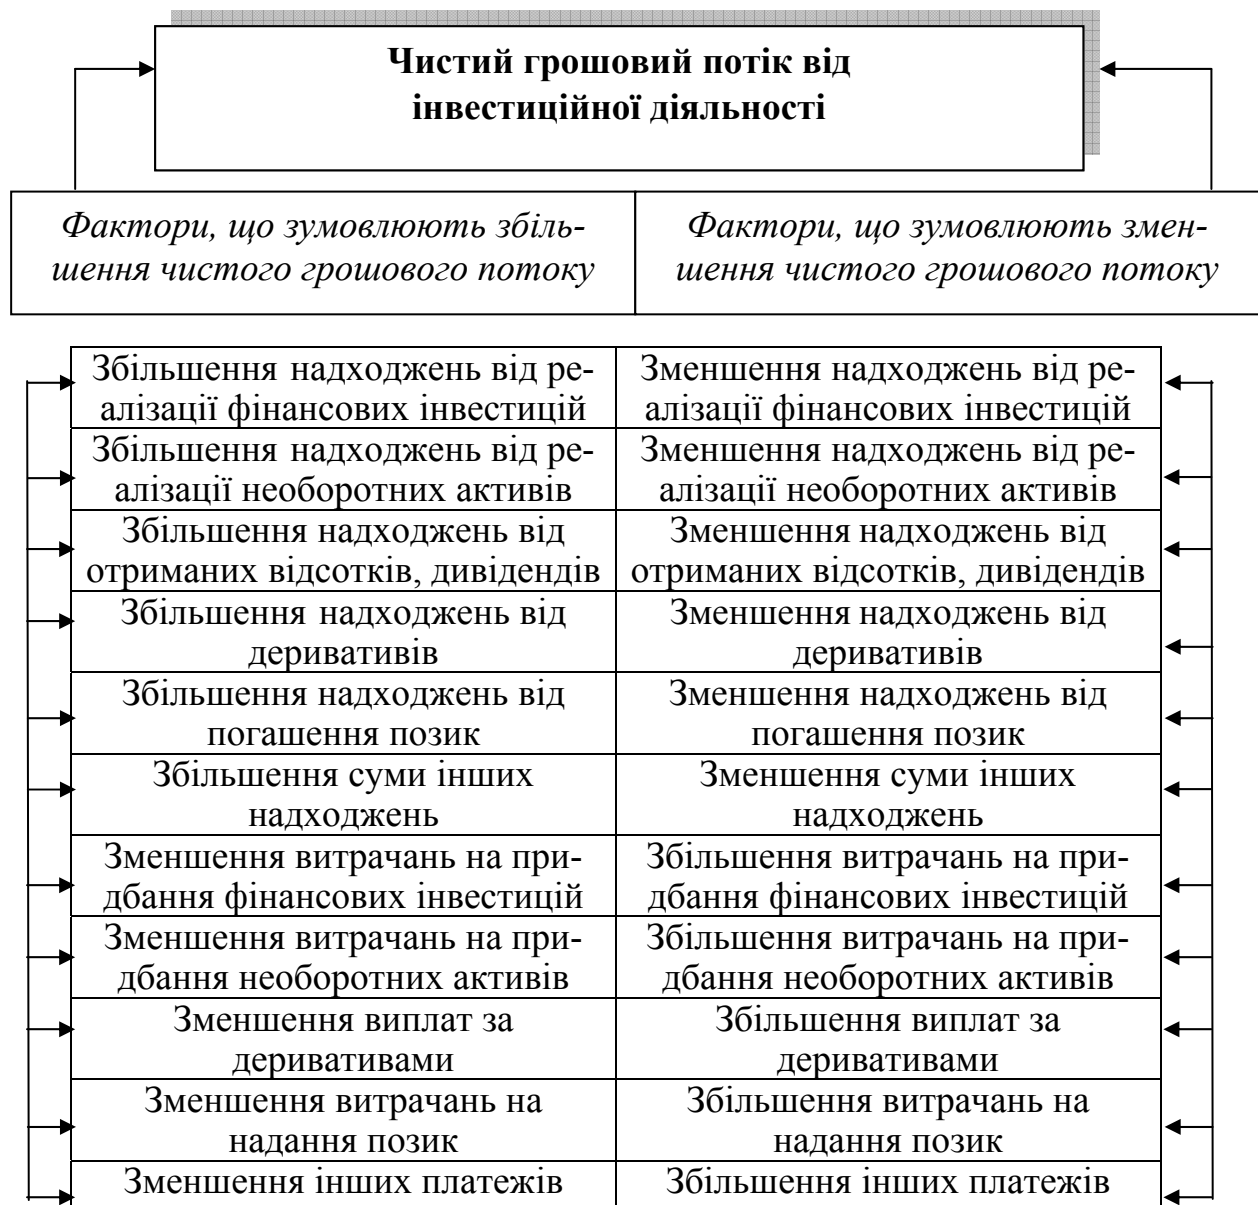 Чистий грошовий потік від
інвестиційної діяльності
Фактори, що зумовлюють збіль-
шення чистого грошового потоку
Фактори, що зумовлюють змен-
шення чистого грошового потоку
Збільшення надходжень від ре-
алізації фінансових інвестицій
Зменшення надходжень від ре-
алізації фінансових інвестицій
Збільшення надходжень від ре-
алізації необоротних активів
Зменшення надходжень від ре-
алізації необоротних активів
Збільшення надходжень від
отриманих відсотків, дивідендів
Зменшення надходжень від
отриманих відсотків, дивідендів
Збільшення надходжень від
деривативів
Зменшення надходжень від
деривативів
Збільшення надходжень від
погашення позик
Зменшення надходжень від
погашення позик
Збільшення суми інших
надходжень
Зменшення суми інших
надходжень
Зменшення витрачань на при-
дбання фінансових інвестицій
Збільшення витрачань на при-
дбання фінансових інвестицій
Зменшення витрачань на при-
дбання необоротних активів
Збільшення витрачань на при-
дбання необоротних активів
Зменшення виплат за
деривативами
Збільшення виплат за
деривативами
Зменшення витрачань на
надання позик
Збільшення витрачань на
надання позик
Зменшення інших платежів
Збільшення інших платежів